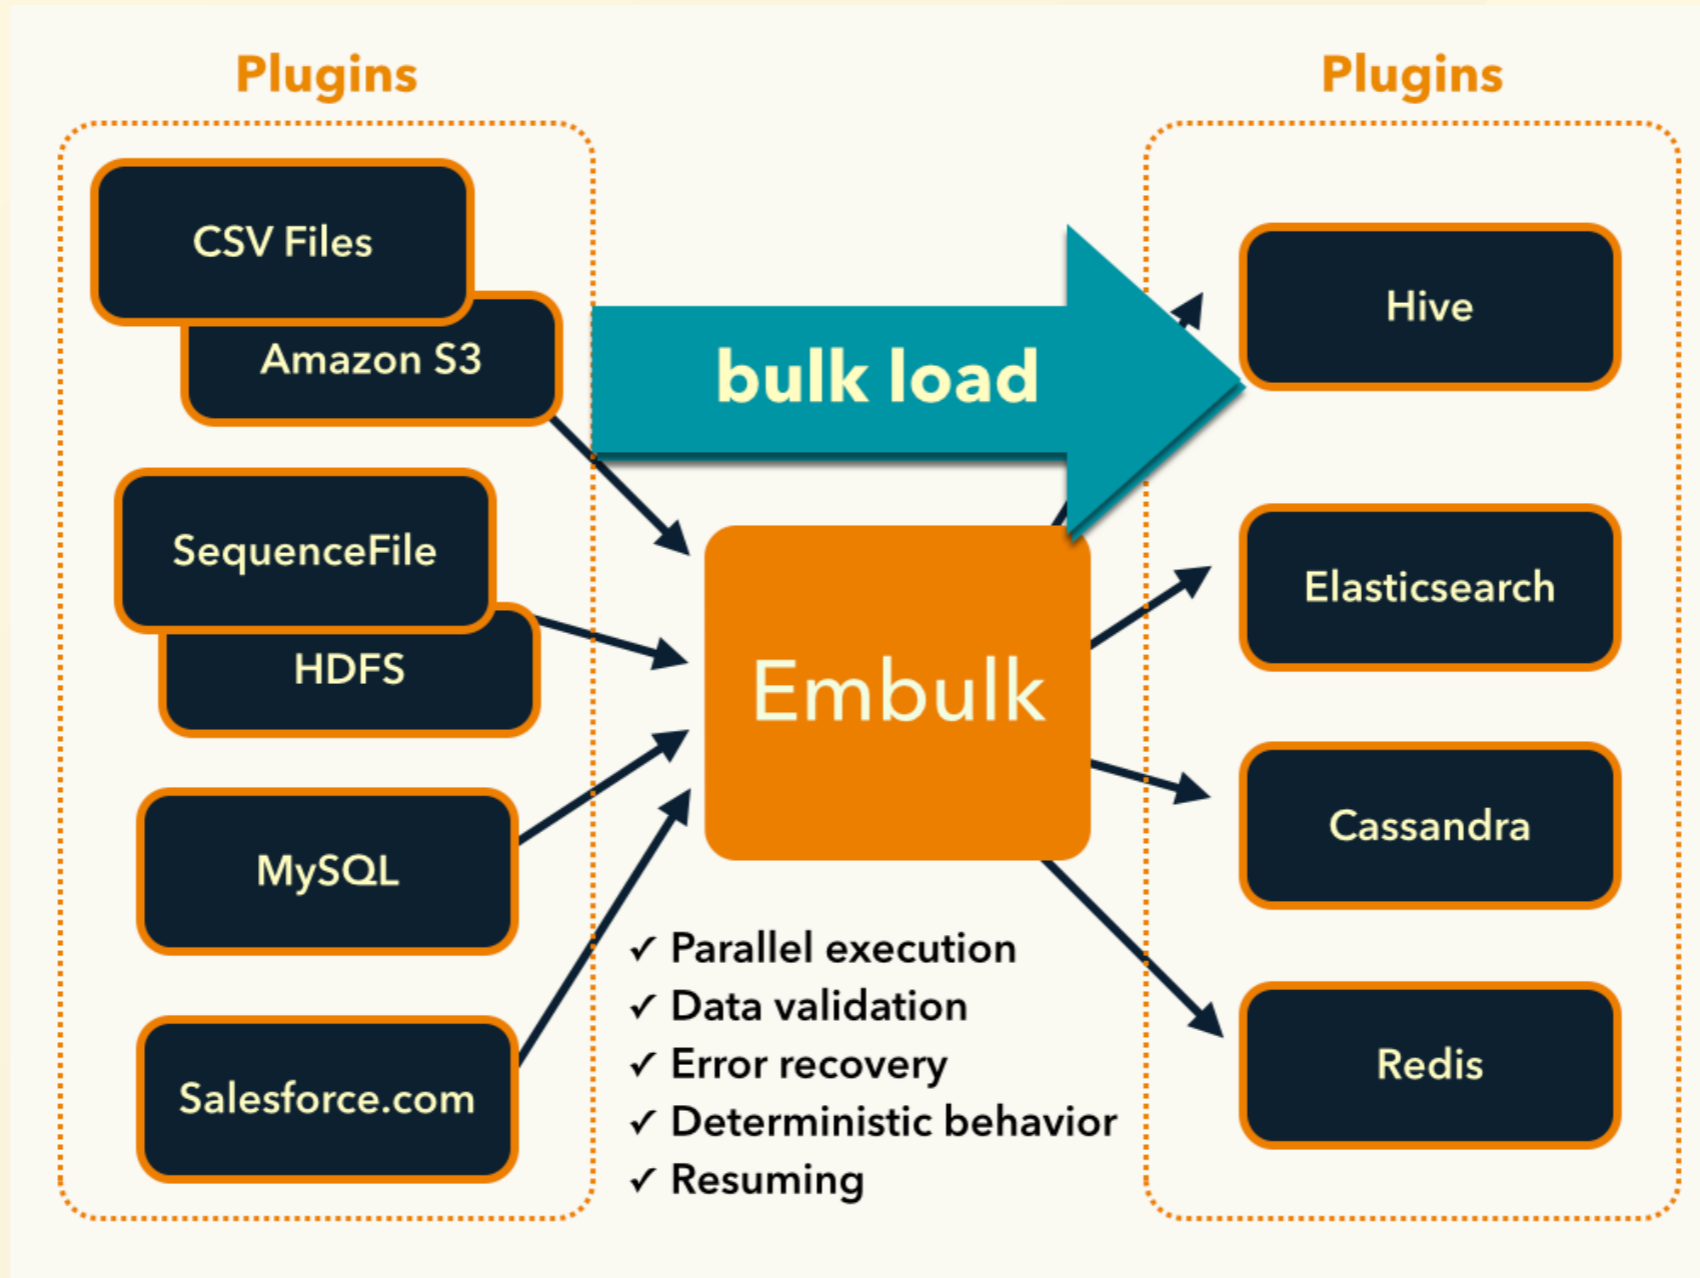 Plugins
CSV Files
Amazon S3
SequenceFile
HDFS
MySQL
Salesforce.com
bulk load
Embulk
✓ Parallel execution
✓ Data validation
✓ Error recovery
✓ Deterministic behavior
✓ Resuming
Plugins
Hive
Elasticsearch
Cassandra
Redis